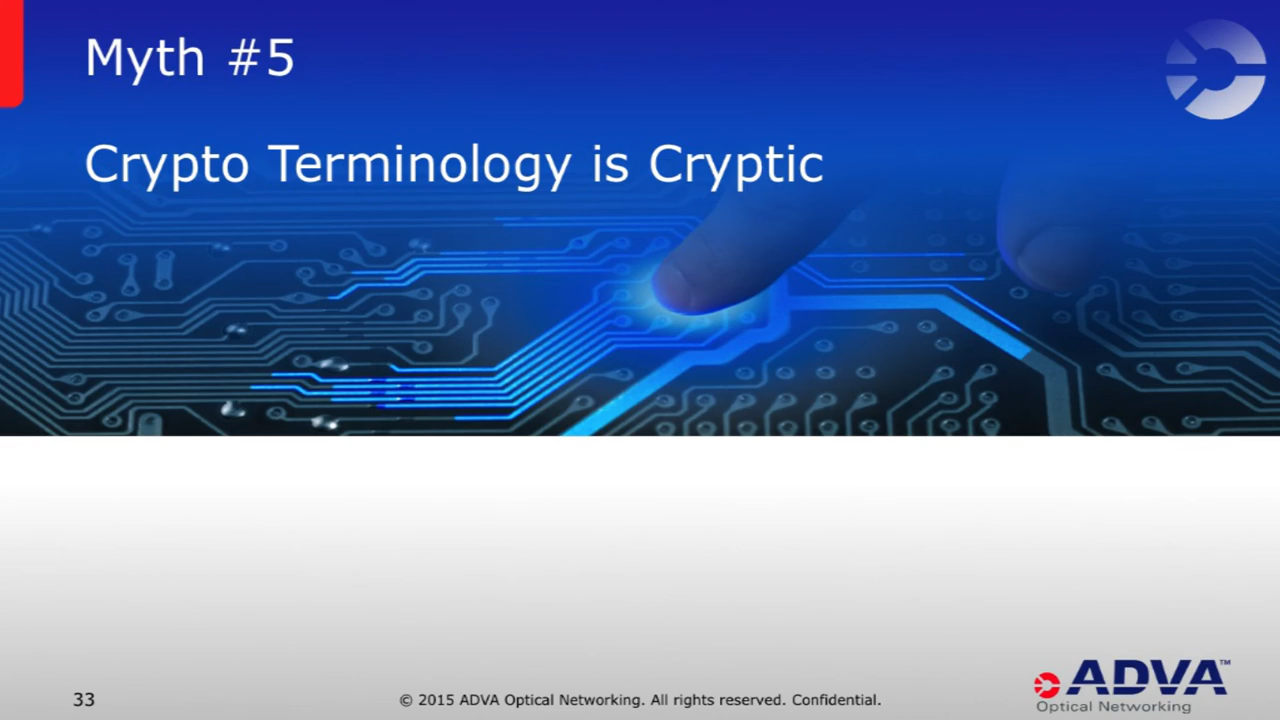 Myth #5
Crypto Terminology is Cryptic
33
© 2015 ADVA Optical Networking. All rights reserved. Confidential.
ADVA™
Optical Networking